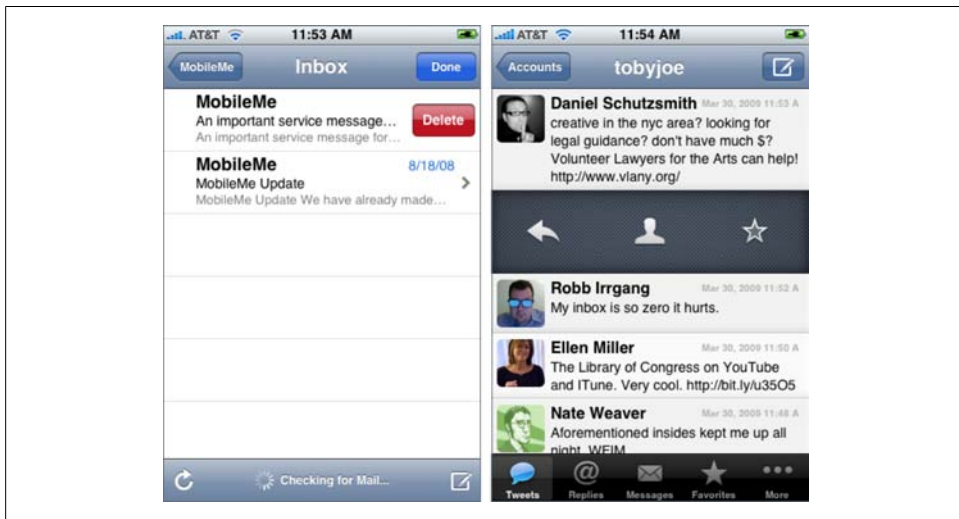 AT&T 11:53 AM
MobileMe Inbox Done
MobileMe
An important service message...
Delete
An important service message for...
MobileMe 8/18/08
MobileMe Update
MobileMe Update We have already made...
Checking for Mail...
AT&T 11:54 AM
Accounts tobyjoe
Daniel Schutzsmith Mar 30, 2009 11:53 A
creative in the nyc area? looking for
legal guidance? don't have much $?
Volunteer Lawyers for the Arts can help!
http://www.vlany.org/
Robb Irrgang Mar 30, 2009 11:52 A
My inbox is so zero it hurts.
Ellen Miller Mar 30, 2009 11:50 A
The Library of Congress on YouTube
and ITune. Very cool. http://bit.ly/u35O5
Nate Weaver Mar 30, 2009 11:48 A
Aforementioned insides kept me up all
night. WFIM
Tweets Replies Messages Favorites More